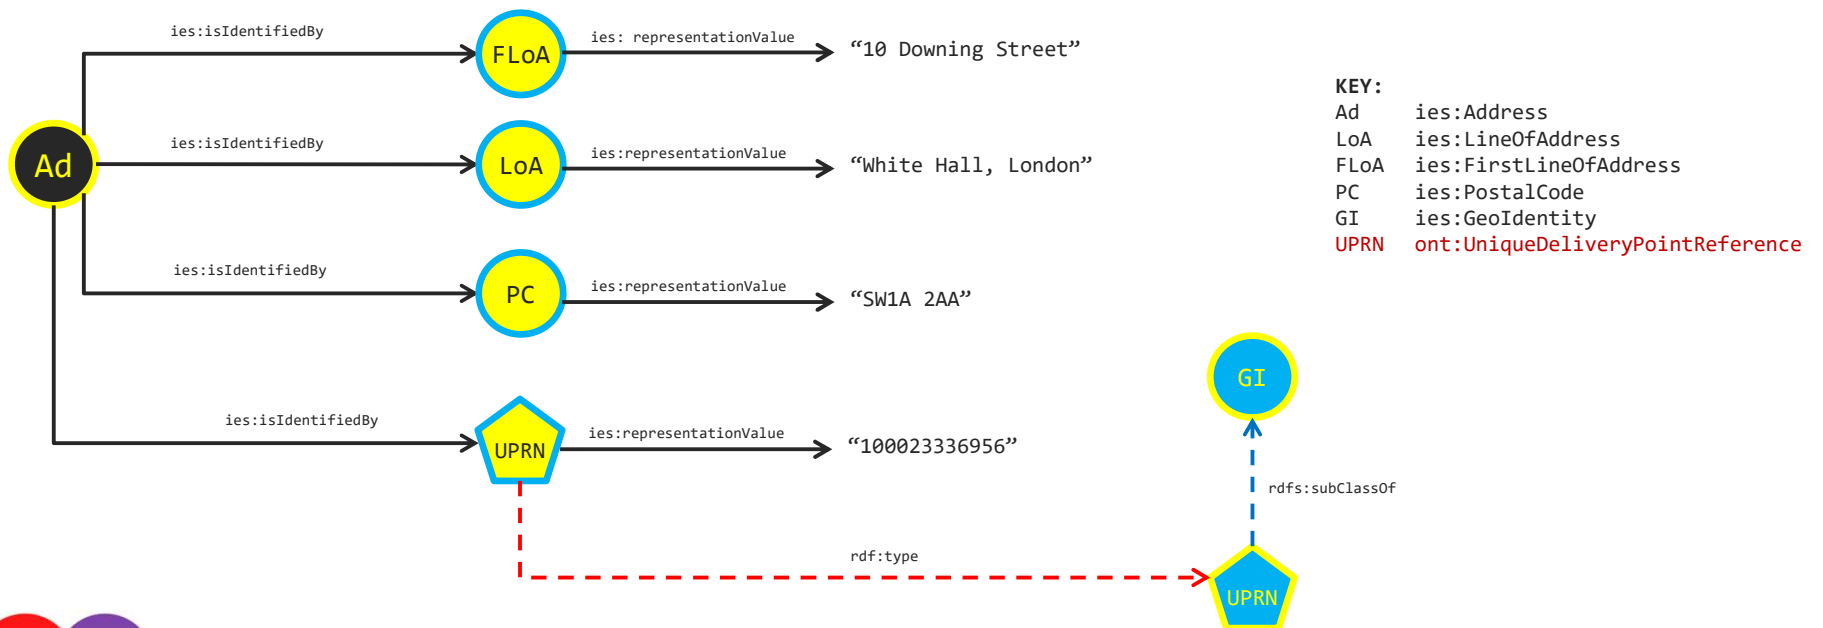 ies:isIdentifiedBy
FLoA
ies: representationValue
“10 Downing Street”
KEY:
Ad ies:Address
LoA ies:LineOfAddress
FLoA ies:FirstLineOfAddress
PC ies:PostalCode
GI ies:GeoIdentity
UPRN ont:UniqueDeliveryPointReference
Ad
ies:isIdentifiedBy
LoA
ies:representationValue
“White Hall, London”
ies:isIdentifiedBy
PC
ies:representationValue
“SW1A 2AA”
GI
ies:isIdentifiedBy
UPRN
ies:representationValue
“100023336956”
rdfs:subClassOf
rdf:type
UPRN